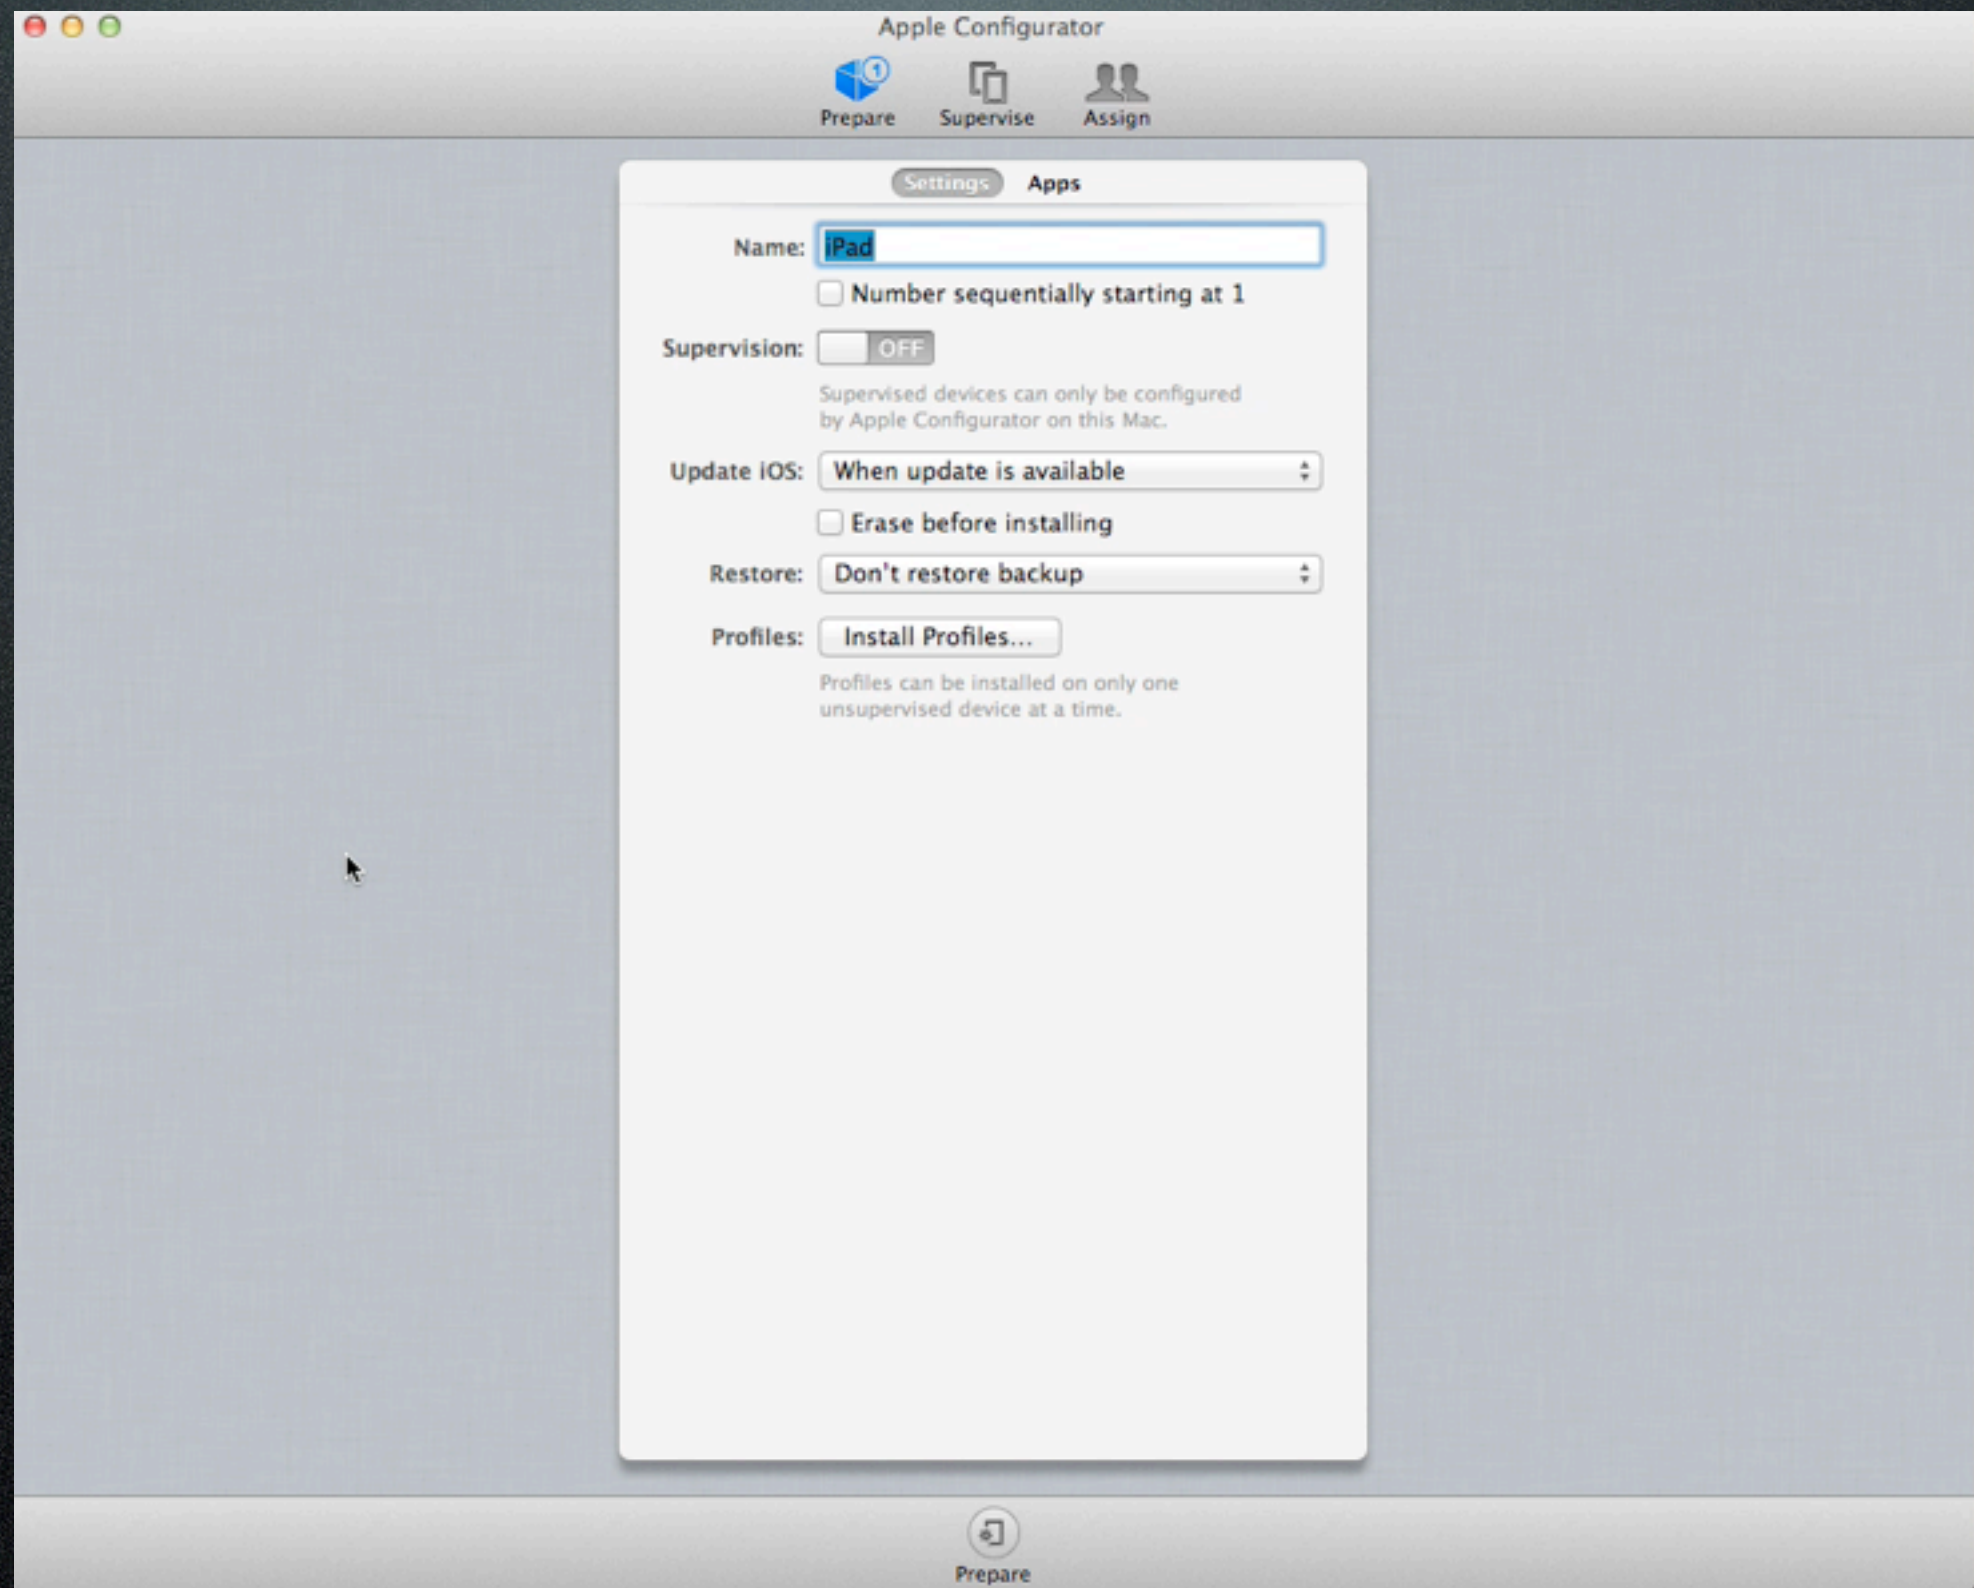 Apple Configurator
1
Prepare Supervise Assign
Settings Apps
Name: iPad
Number sequentially starting at 1
Supervision: OFF
Supervised devices can only be configured
by Apple Configurator on this Mac.
Update iOS: When update is available
Erase before installing
Restore: Don't restore backup
Profiles: Install Profiles...
Profiles can be installed on only one
unsupervised device at a time.
Prepare